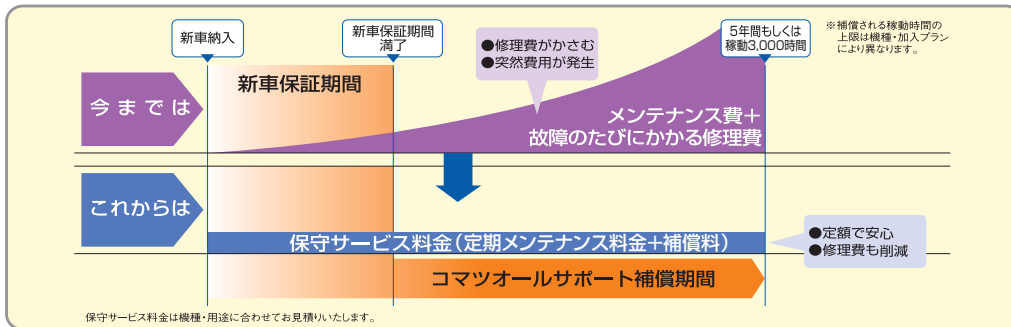 新車納入
新車保証期間
満了
5年間もしくは
稼動3,000時間
※補償される稼動時間の
上限は機種・加入プラン
により異なります。
●修理費がかさむ
●突然費用が発生
今までは
新車保証期間
メンテナンス費＋
故障のたびにかかる修理費
これからは
保守サービス料金（定期メンテナンス料金＋補償料）
●定額で安心
●修理費も削減
コマツオールサポート補償期間
保守サービス料金は機種・用途に合わせてお見積りいたします。